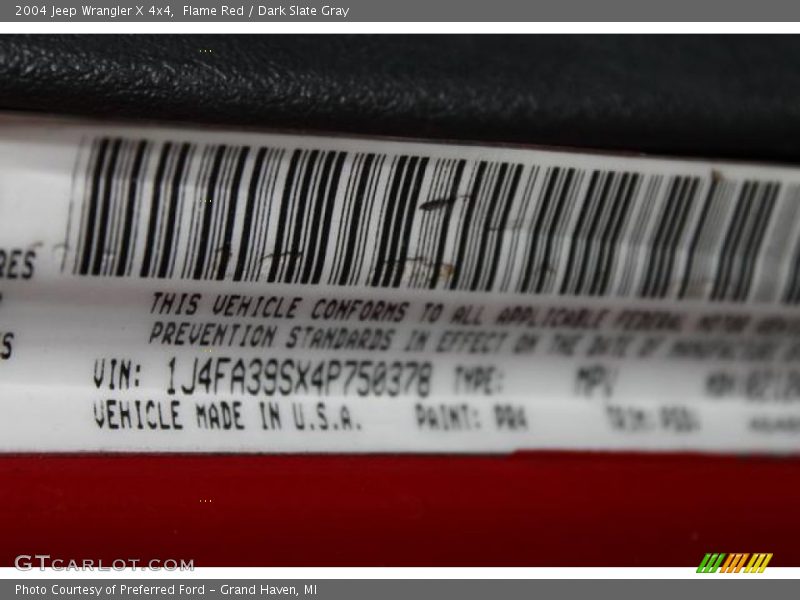 2004 Jeep Wrangler X 4x4,  Flame Red / Dark Slate Gray
RES
THIS VEHICLE CONFORMS TO ALL APPLICABLE FEDERAL MOTOR
S
PREVENTION STANDARDS IN EFFECT ON THE DATE OF MANUFACTURE
VIN: 1J4FA39SX4P750378 TYPE: MPV
VEHICLE MADE IN U.S.A. PAINT: PR4 TRIM:
GTCARLOT.COM
Photo Courtesy of Preferred Ford – Grand Haven, MI